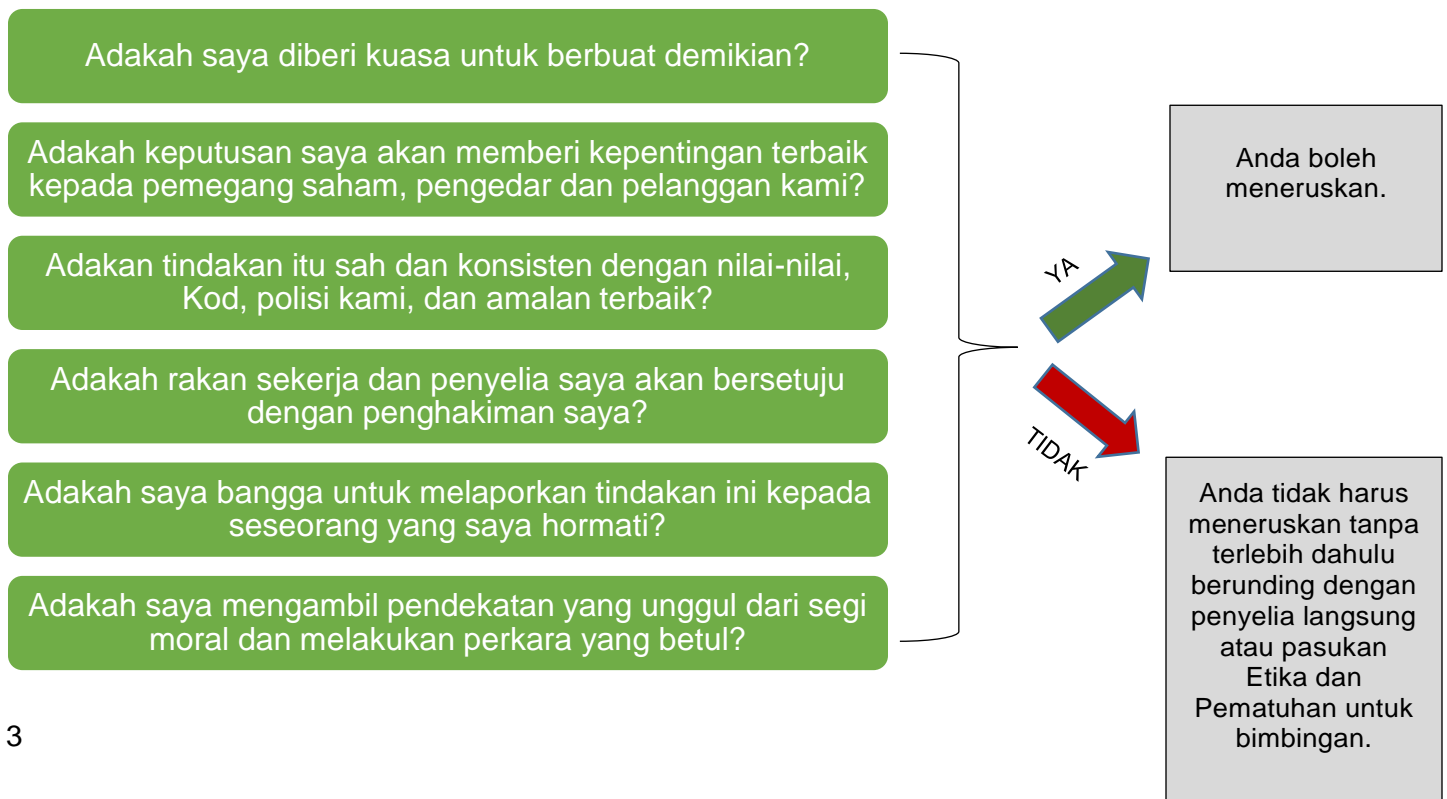 Adakah saya diberi kuasa untuk berbuat demikian?
Adakah keputusan saya akan memberi kepentingan terbaik
kepada pemegang saham, pengedar dan pelanggan kami?
Adakan tindakan itu sah dan konsisten dengan nilai-nilai,
Kod, polisi kami, dan amalan terbaik?
Adakah rakan sekerja dan penyelia saya akan bersetuju
dengan penghakiman saya?
Adakah saya bangga untuk melaporkan tindakan ini kepada
seseorang yang saya hormati?
Adakah saya mengambil pendekatan yang unggul dari segi
moral dan melakukan perkara yang betul?
YA
Anda boleh
meneruskan.
TIDAK
Anda tidak harus
meneruskan tanpa
terlebih dahulu
berunding dengan
penyelia langsung
atau pasukan
Etika dan
Pematuhan untuk
bimbingan.
3